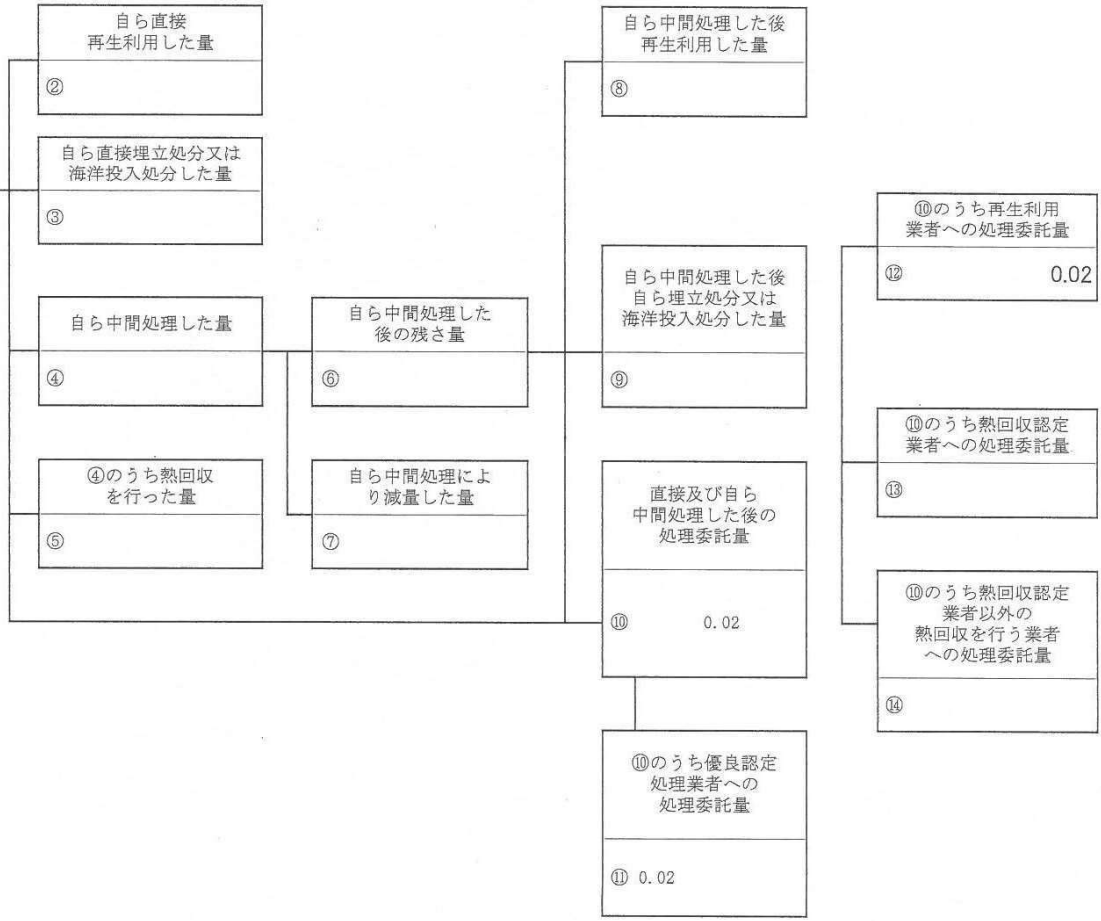 自ら直接
再生利用した量
②
自ら直接埋立処分又は
海洋投入処分した量
③
自ら中間処理した量
④
④のうち熱回収
を行った量
⑤
自ら中間処理した
後の残さ量
⑥
自ら中間処理によ
り減量した量
⑦
自ら中間処理した後
再生利用した量
⑧
自ら中間処理した後
自ら埋立処分又は
海洋投入処分した量
⑨
直接及び自ら
中間処理した後の
処理委託量
⑩ 0.02
⑩のうち優良認定
処理業者への
処理委託量
⑪ 0.02
⑩のうち再生利用
業者への処理委託量
⑫ 0.02
⑩のうち熱回収認定
業者への処理委託量
⑬
⑩のうち熱回収認定
業者以外の
熱回収を行う業者
への処理委託量
⑭